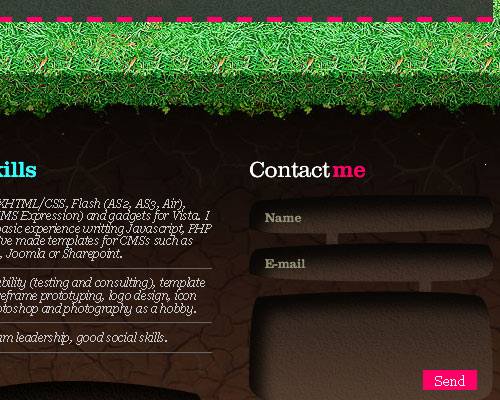 kills
XHTML/CSS, Flash (AS2, AS3, Air),
MS Expression) and gadgets for Vista. I
basic experience writing Javascript, PHP
ve made templates for CMSs such as
, Joomla or Sharepoint.
bility (testing and consulting), template
reframe prototyping, logo design, icon
otoshop and photography as a hobby.
am leadership, good social skills.
Contact me
Name
E-mail
Send